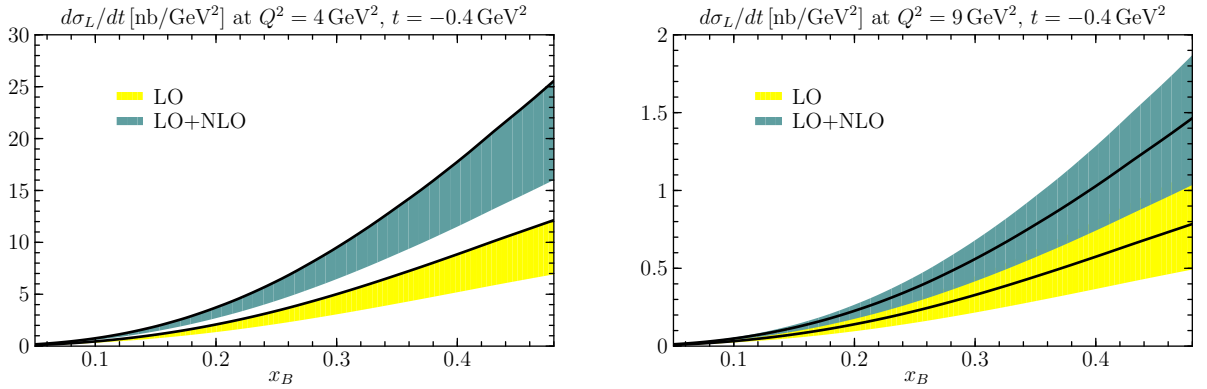 dσ_L/dt [nb/GeV²] at Q² = 4 GeV², t = −0.4 GeV²
30
25
20
15
10
5
0
LO
LO+NLO
0.1 0.2 0.3 0.4
x_B
dσ_L/dt [nb/GeV²] at Q² = 9 GeV², t = −0.4 GeV²
2
1.5
1
0.5
0
LO
LO+NLO
0.1 0.2 0.3 0.4
x_B